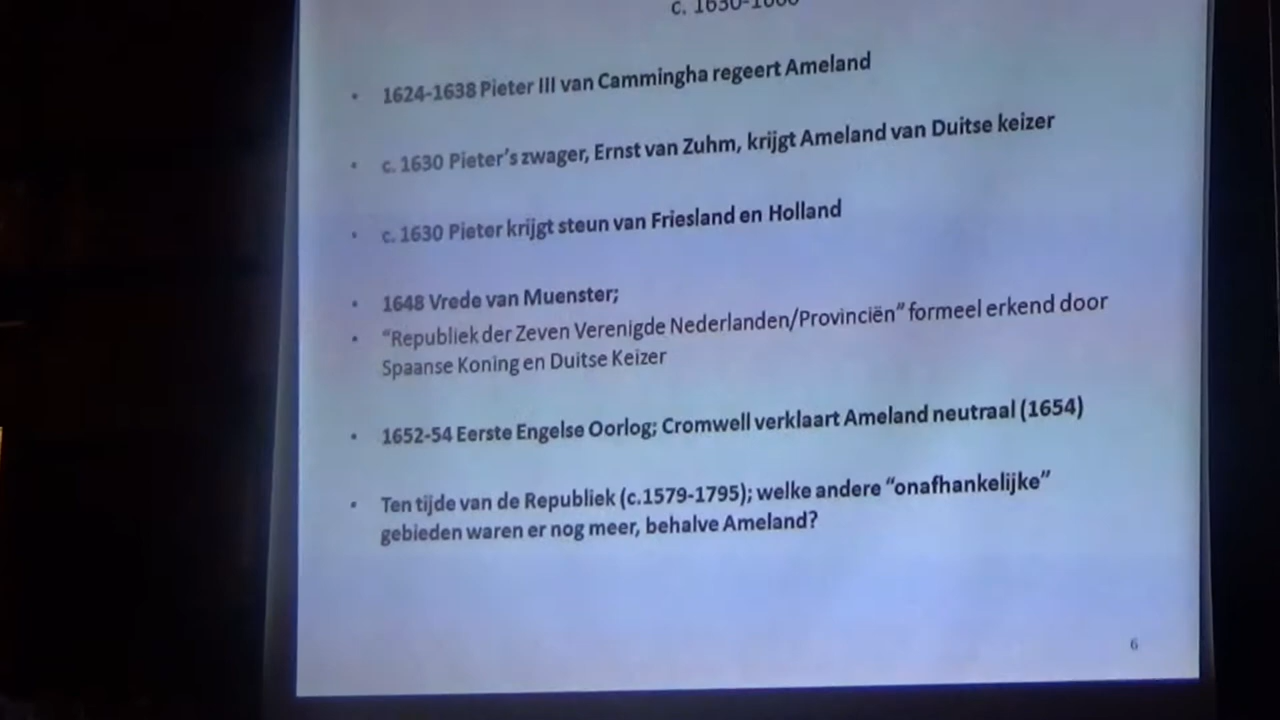 c. 1630-1660
• 1624-1638 Pieter III van Cammingha regeert Ameland
• c. 1630 Pieter's zwager, Ernst van Zuhm, krijgt Ameland van Duitse keizer
• c. 1630 Pieter krijgt steun van Friesland en Holland
• 1648 Vrede van Muenster;
• “Republiek der Zeven Verenigde Nederlanden/Provinciën” formeel erkend door
Spaanse Koning en Duitse Keizer
• 1652-54 Eerste Engelse Oorlog; Cromwell verklaart Ameland neutraal (1654)
• Ten tijde van de Republiek (c.1579-1795); welke andere “onafhankelijke”
gebieden waren er nog meer, behalve Ameland?
6